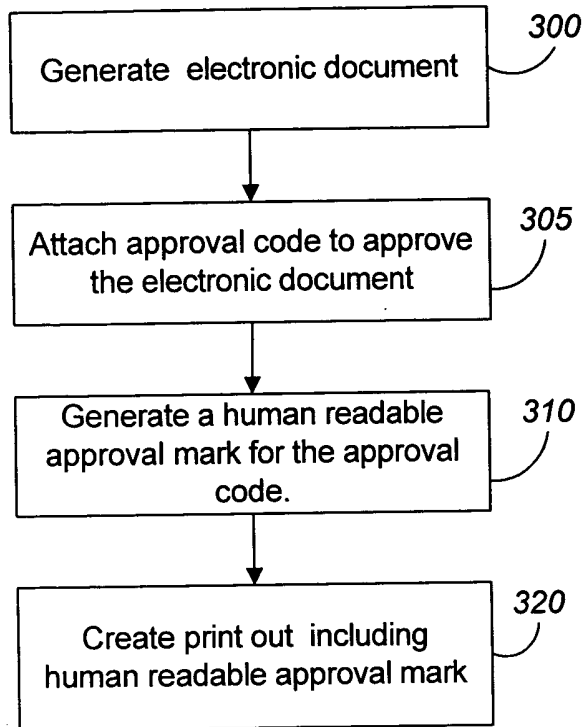 300
Generate electronic document
305
Attach approval code to approve
the electronic document
310
Generate a human readable
approval mark for the approval
code.
320
Create print out including
human readable approval mark